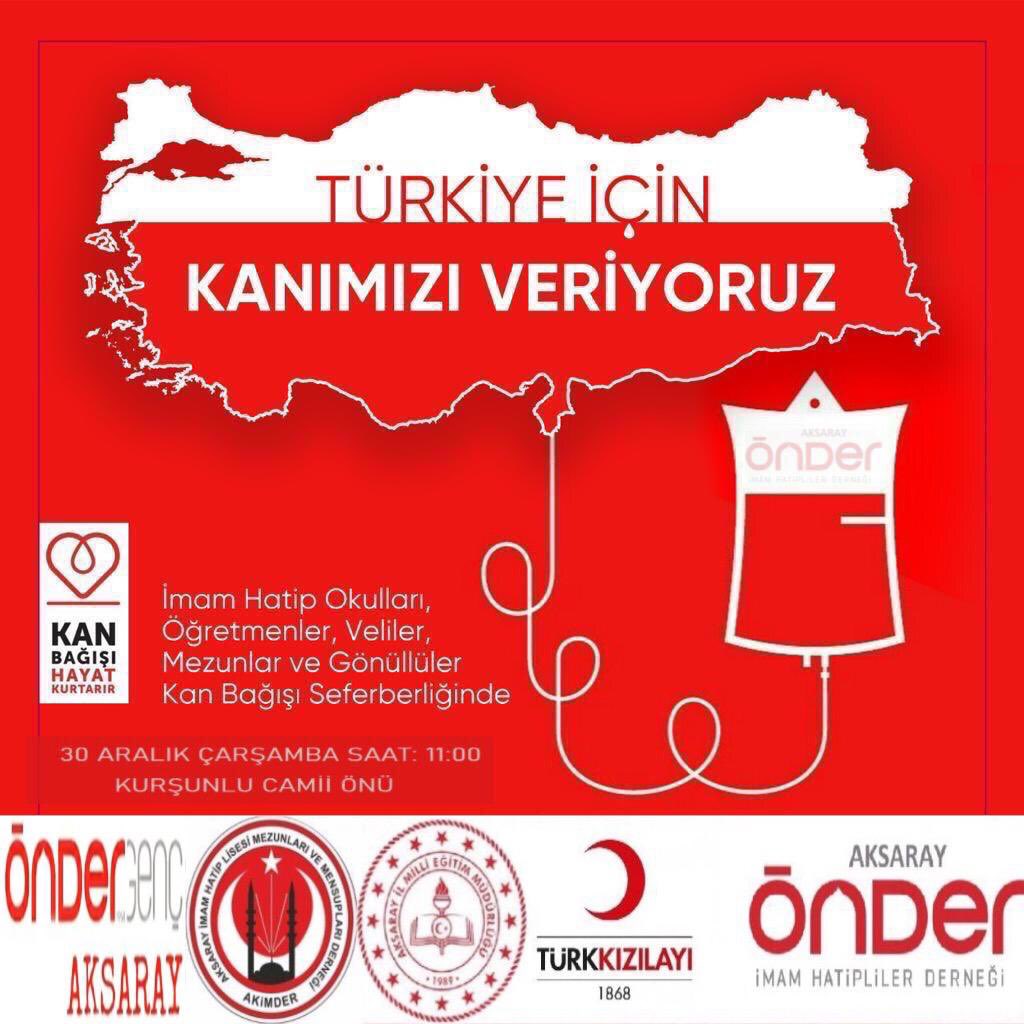 TÜRKİYE İÇİN
KANIMIZI VERİYORUZ
AKSARAY
ÖNDER
İMAM HATİPLİLER DERNEĞİ
KAN
BAĞIŞI
HAYAT
KURTARIR
İmam Hatip Okulları,
Öğretmenler, Veliler,
Mezunlar ve Gönüllüler
Kan Bağışı Seferberliğinde
30 ARALIK ÇARŞAMBA SAAT: 11:00
KURŞUNLU CAMİİ ÖNÜ
ÖNDER GENÇ
AKSARAY
AKSARAY İMAM HATİP LİSESİ MEZUNLARI VE MENSUPLARI DERNEĞİ
AKİMDER
AKSARAY İL MİLLİ EĞİTİM MÜDÜRLÜĞÜ
1989
TÜRKKIZILAYI
1868
AKSARAY
ÖNDER
İMAM HATİPLİLER DERNEĞİ